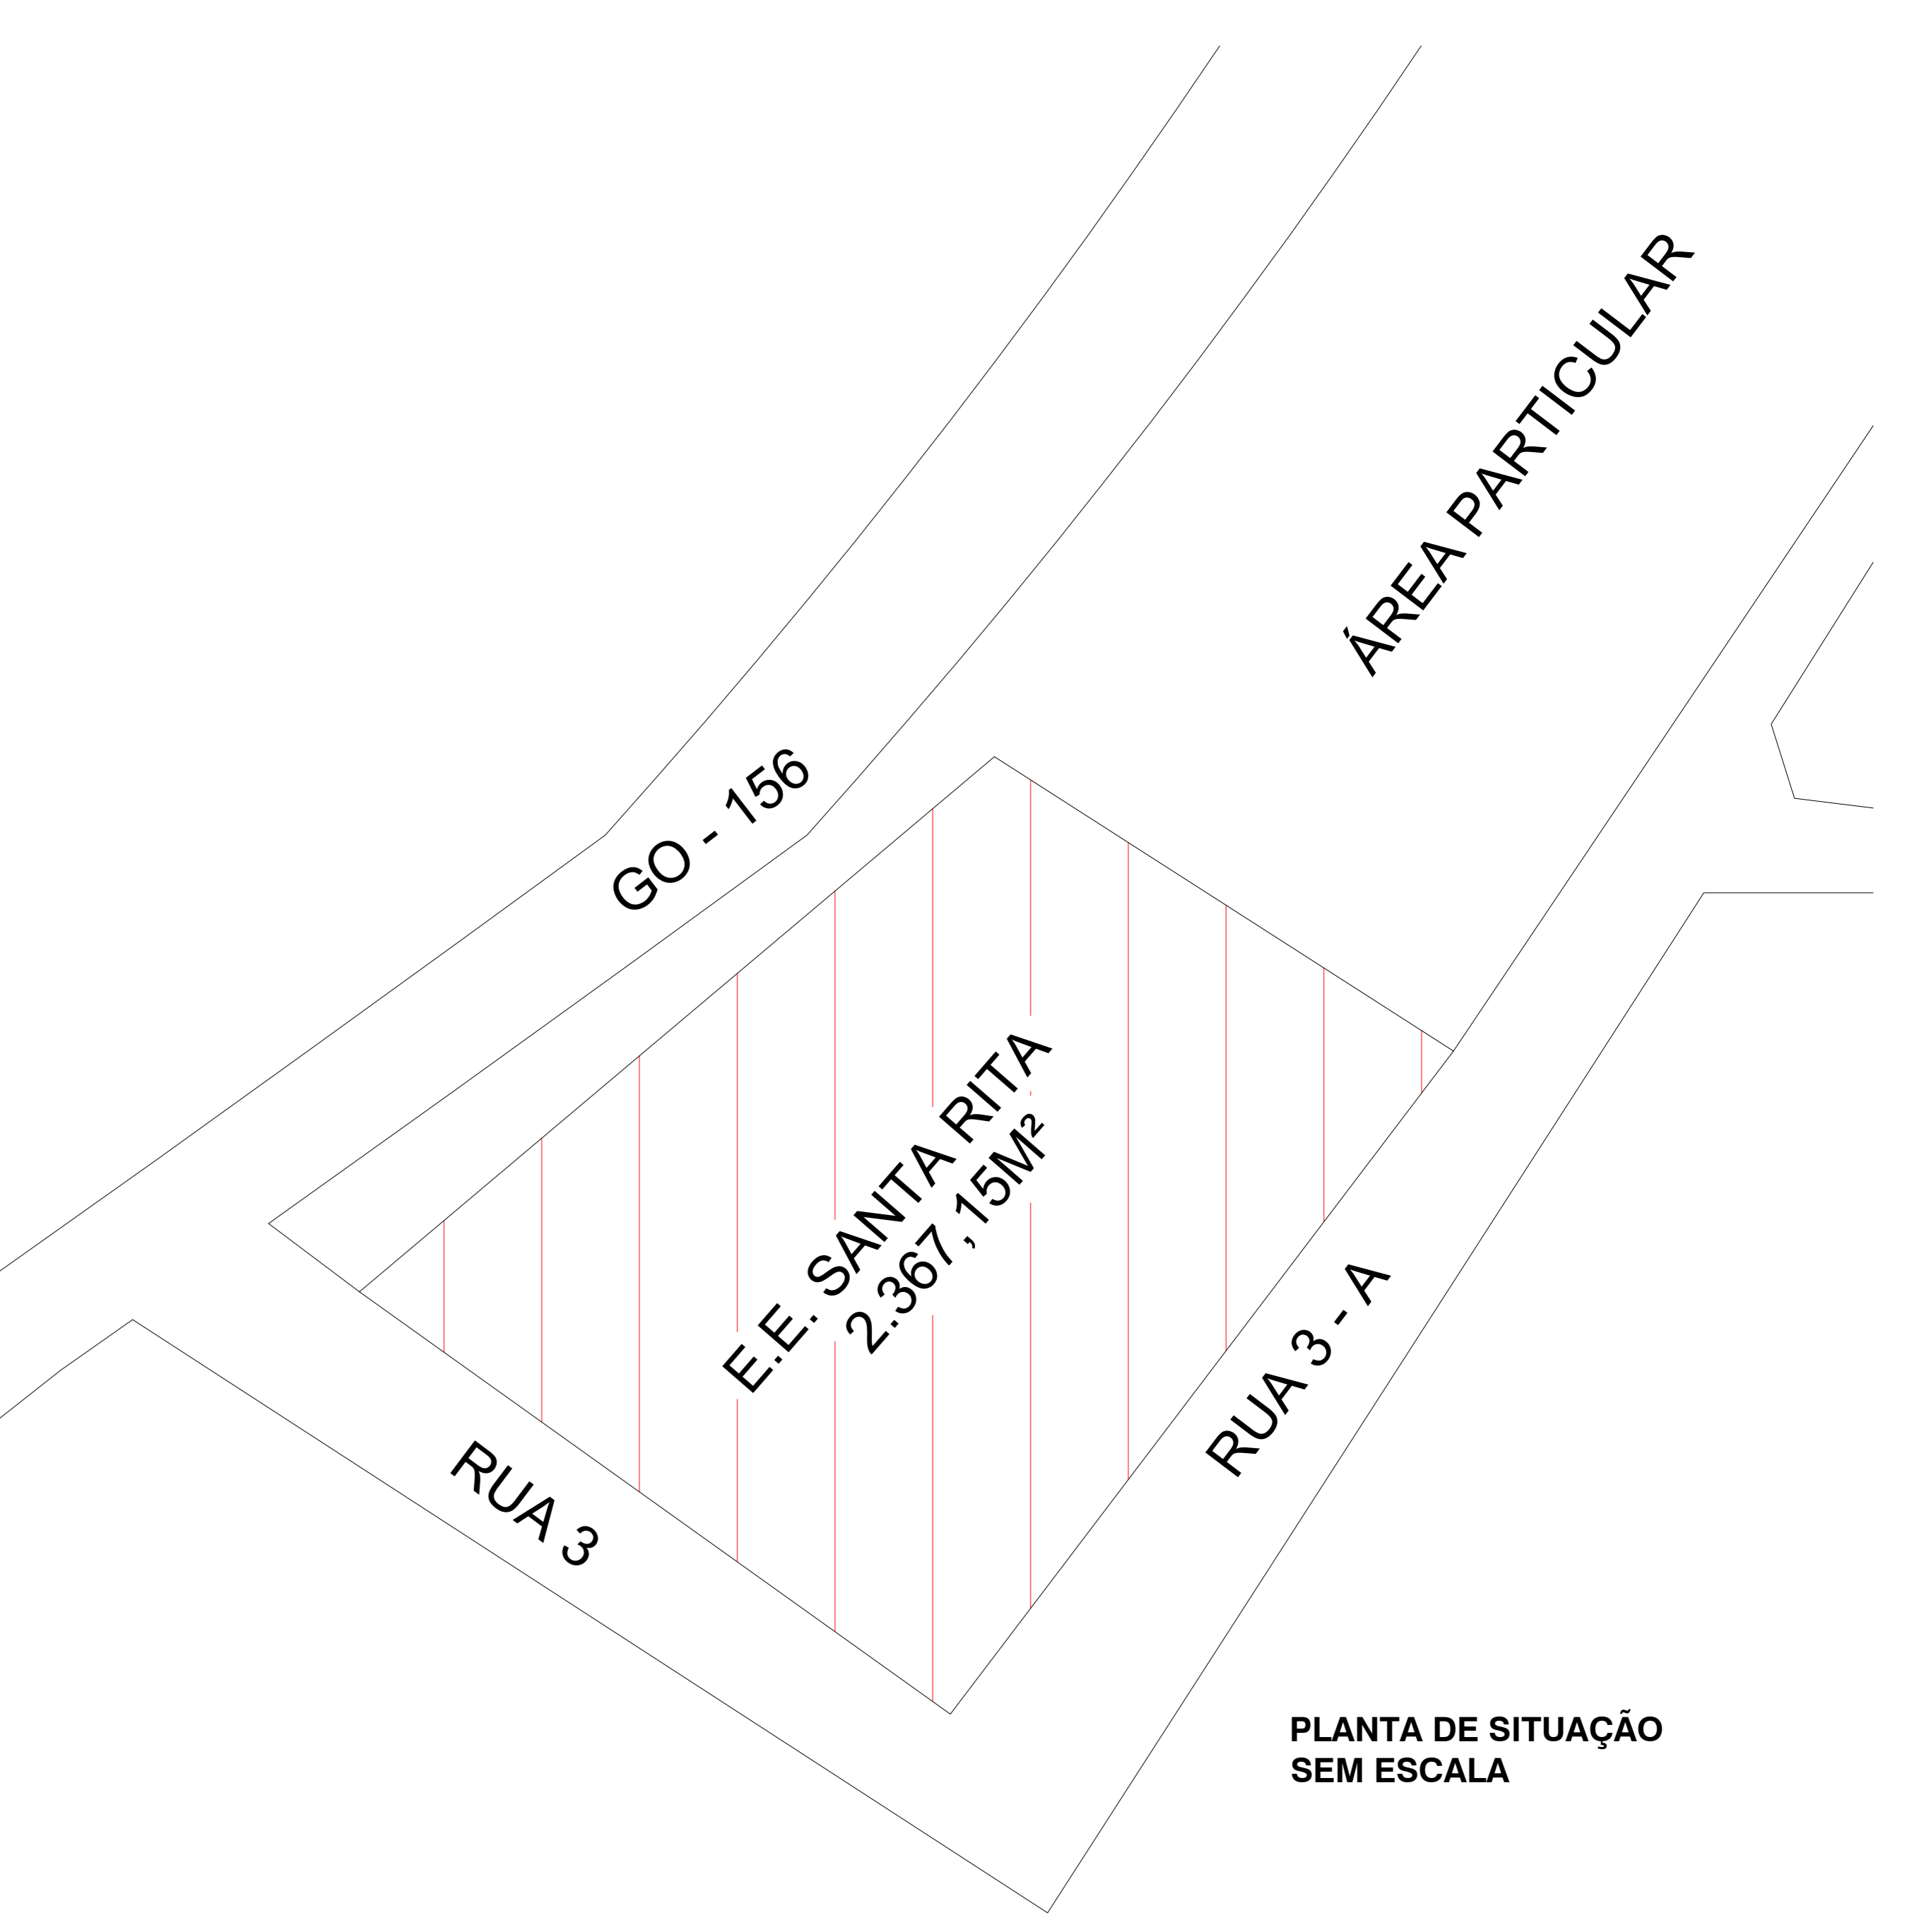 ÁREA PARTICULAR
GO - 156
E.E. SANTA RITA
2.367,15M²
RUA 3 - A
RUA 3
PLANTA DE SITUAÇÃO
SEM ESCALA